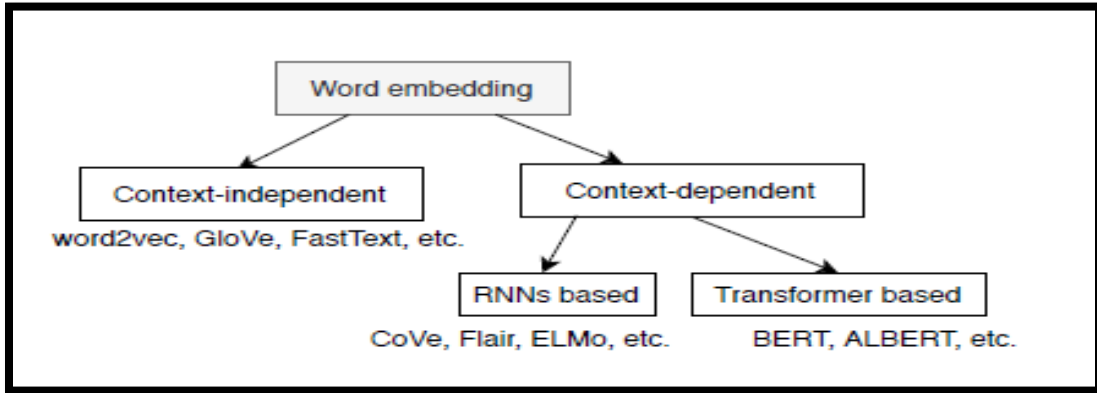 Word embedding
Context-independent
Context-dependent
word2vec, GloVe, FastText, etc.
RNNs based
Transformer based
CoVe, Flair, ELMo, etc.
BERT, ALBERT, etc.